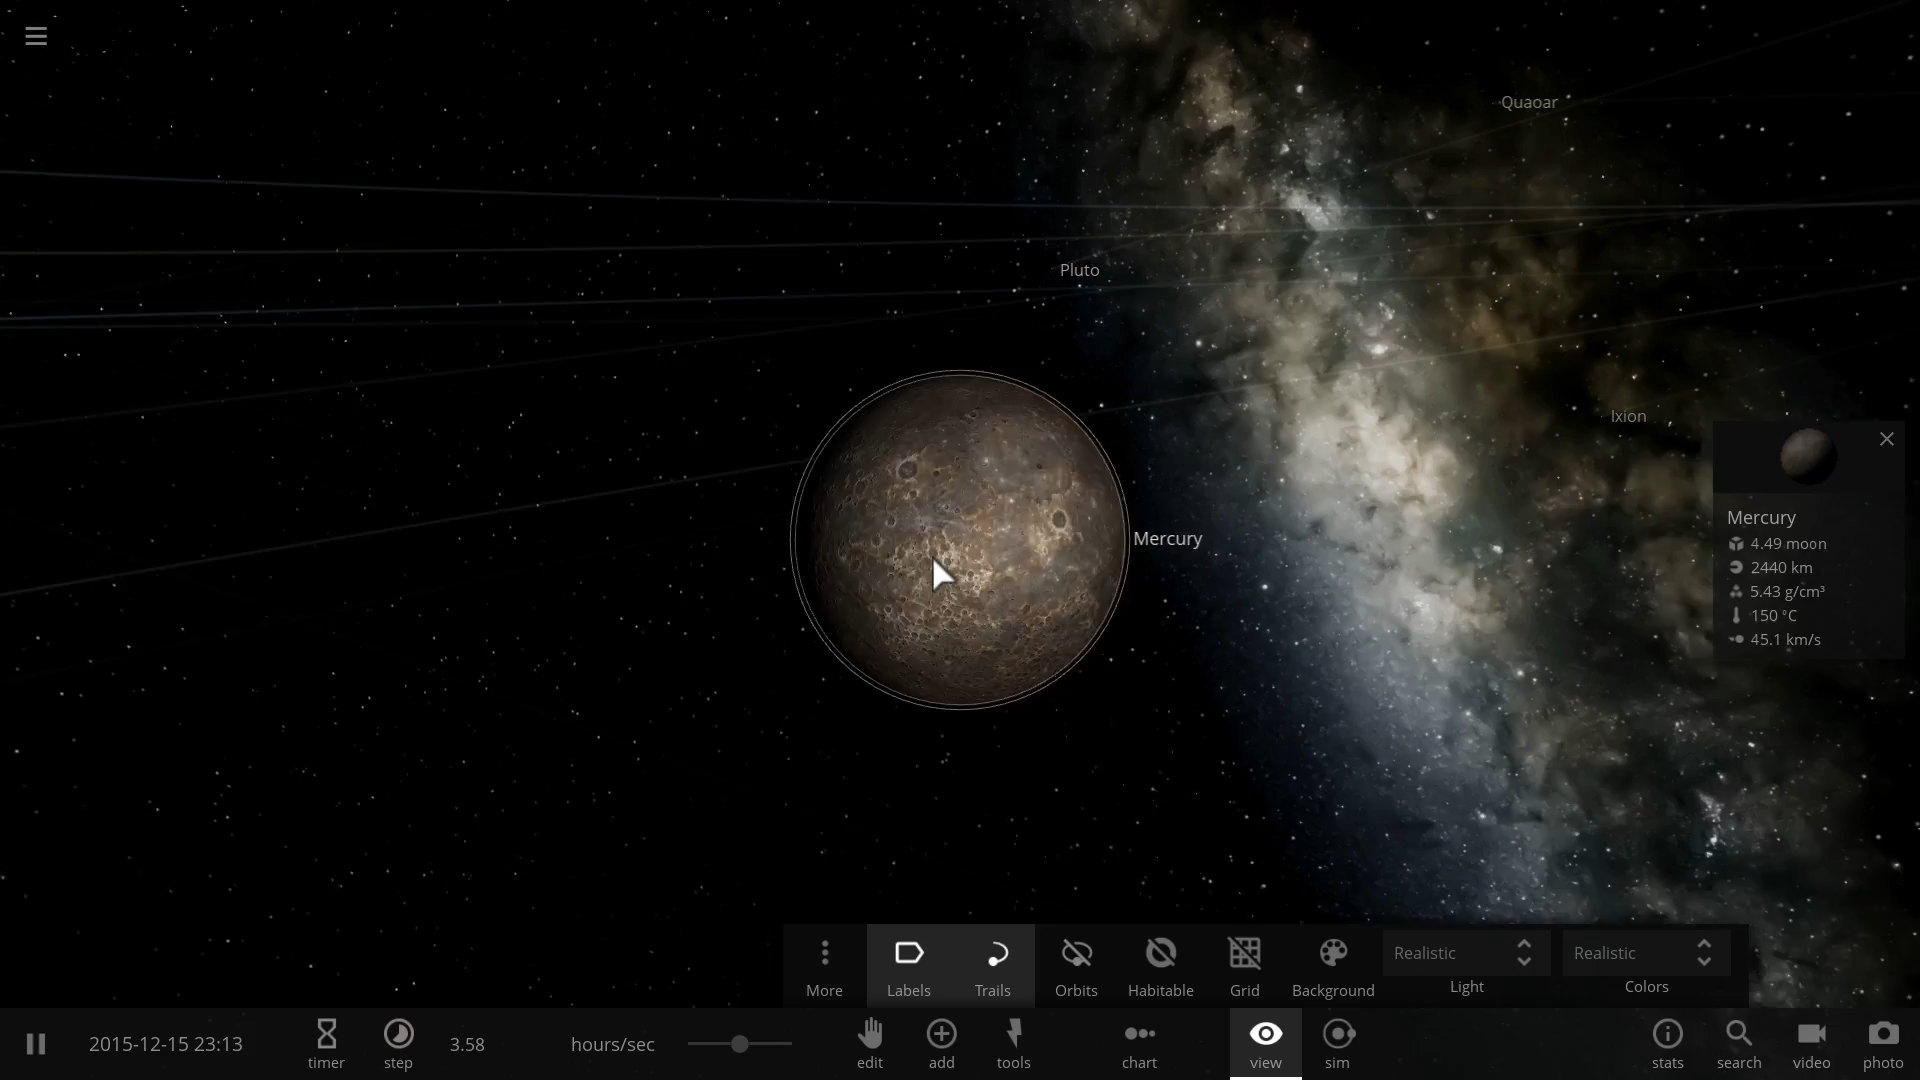 Quaoar
Pluto
Ixion
Mercury
Mercury
4.49 moon
2440 km
5.43 g/cm³
150 °C
45.1 km/s
More
Labels
Trails
Orbits
Habitable
Grid
Background
Realistic
Light
Realistic
Colors
2015-12-15 23:13
timer
step
3.58
hours/sec
edit
add
tools
chart
view
sim
stats
search
video
photo